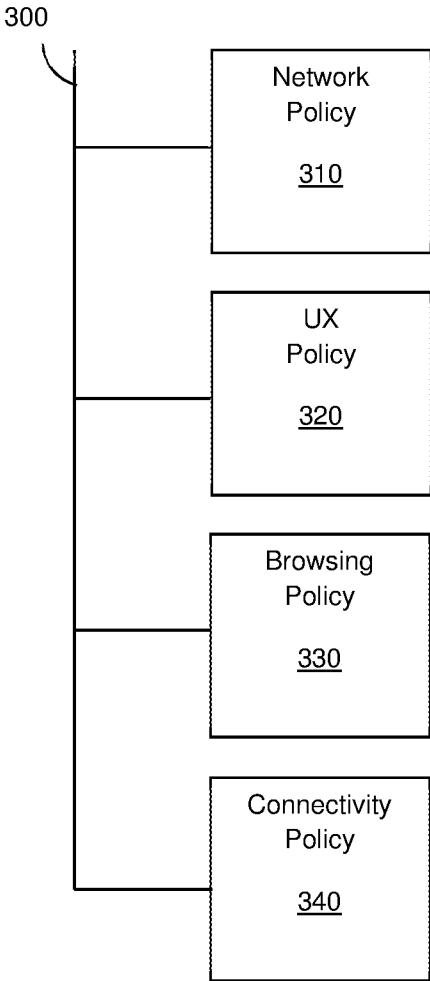 300
Network
Policy
310
UX
Policy
320
Browsing
Policy
330
Connectivity
Policy
340